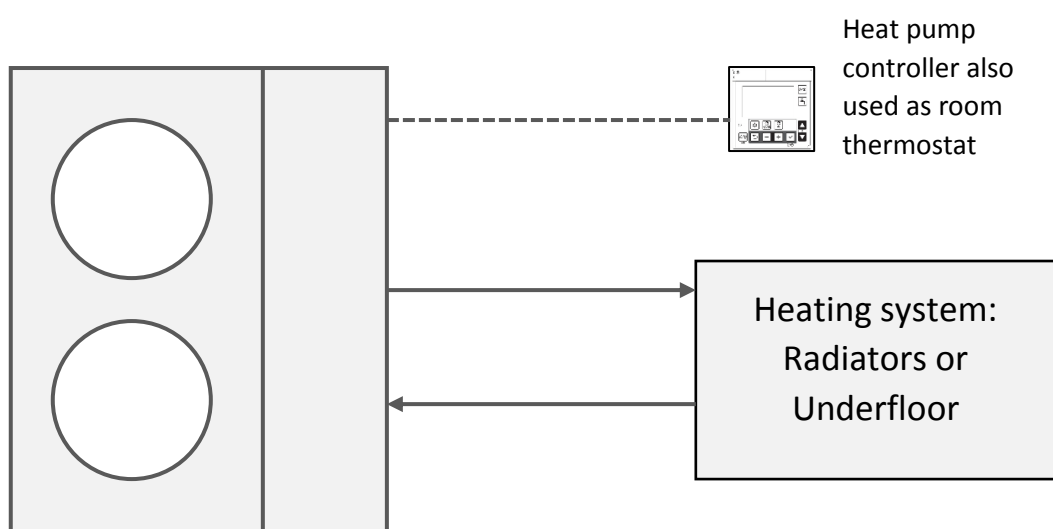 Heat pump
controller also
used as room
thermostat
Heating system:
Radiators or
Underfloor